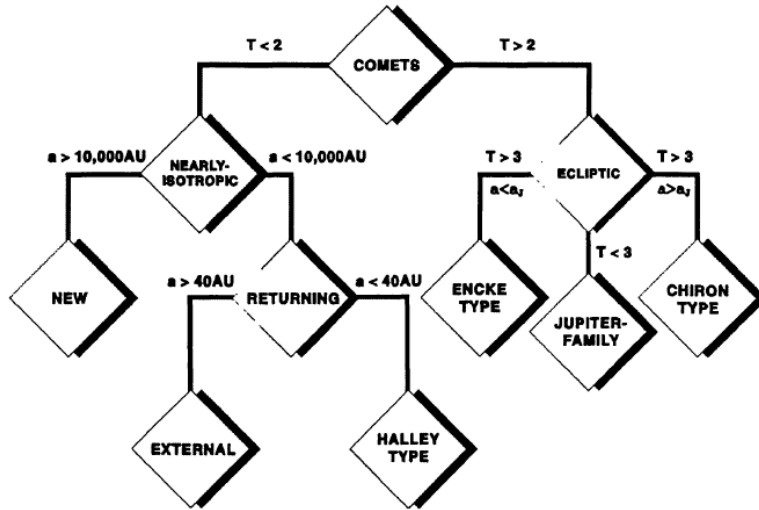 T < 2
COMETS
T > 2
a > 10,000AU
NEARLY-
ISOTROPIC
a < 10,000AU
T > 3
a<aJ
ECLIPTIC
T > 3
a>aJ
NEW
a > 40AU
RETURNING
a < 40AU
ENCKE
TYPE
T < 3
JUPITER-
FAMILY
CHIRON
TYPE
EXTERNAL
HALLEY
TYPE